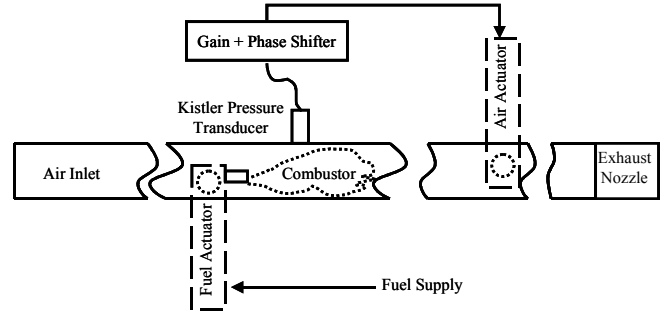 Gain + Phase Shifter
Kistler Pressure
Transducer
Air Actuator
Air Inlet
Combustor
Exhaust
Nozzle
Fuel Actuator
Fuel Supply